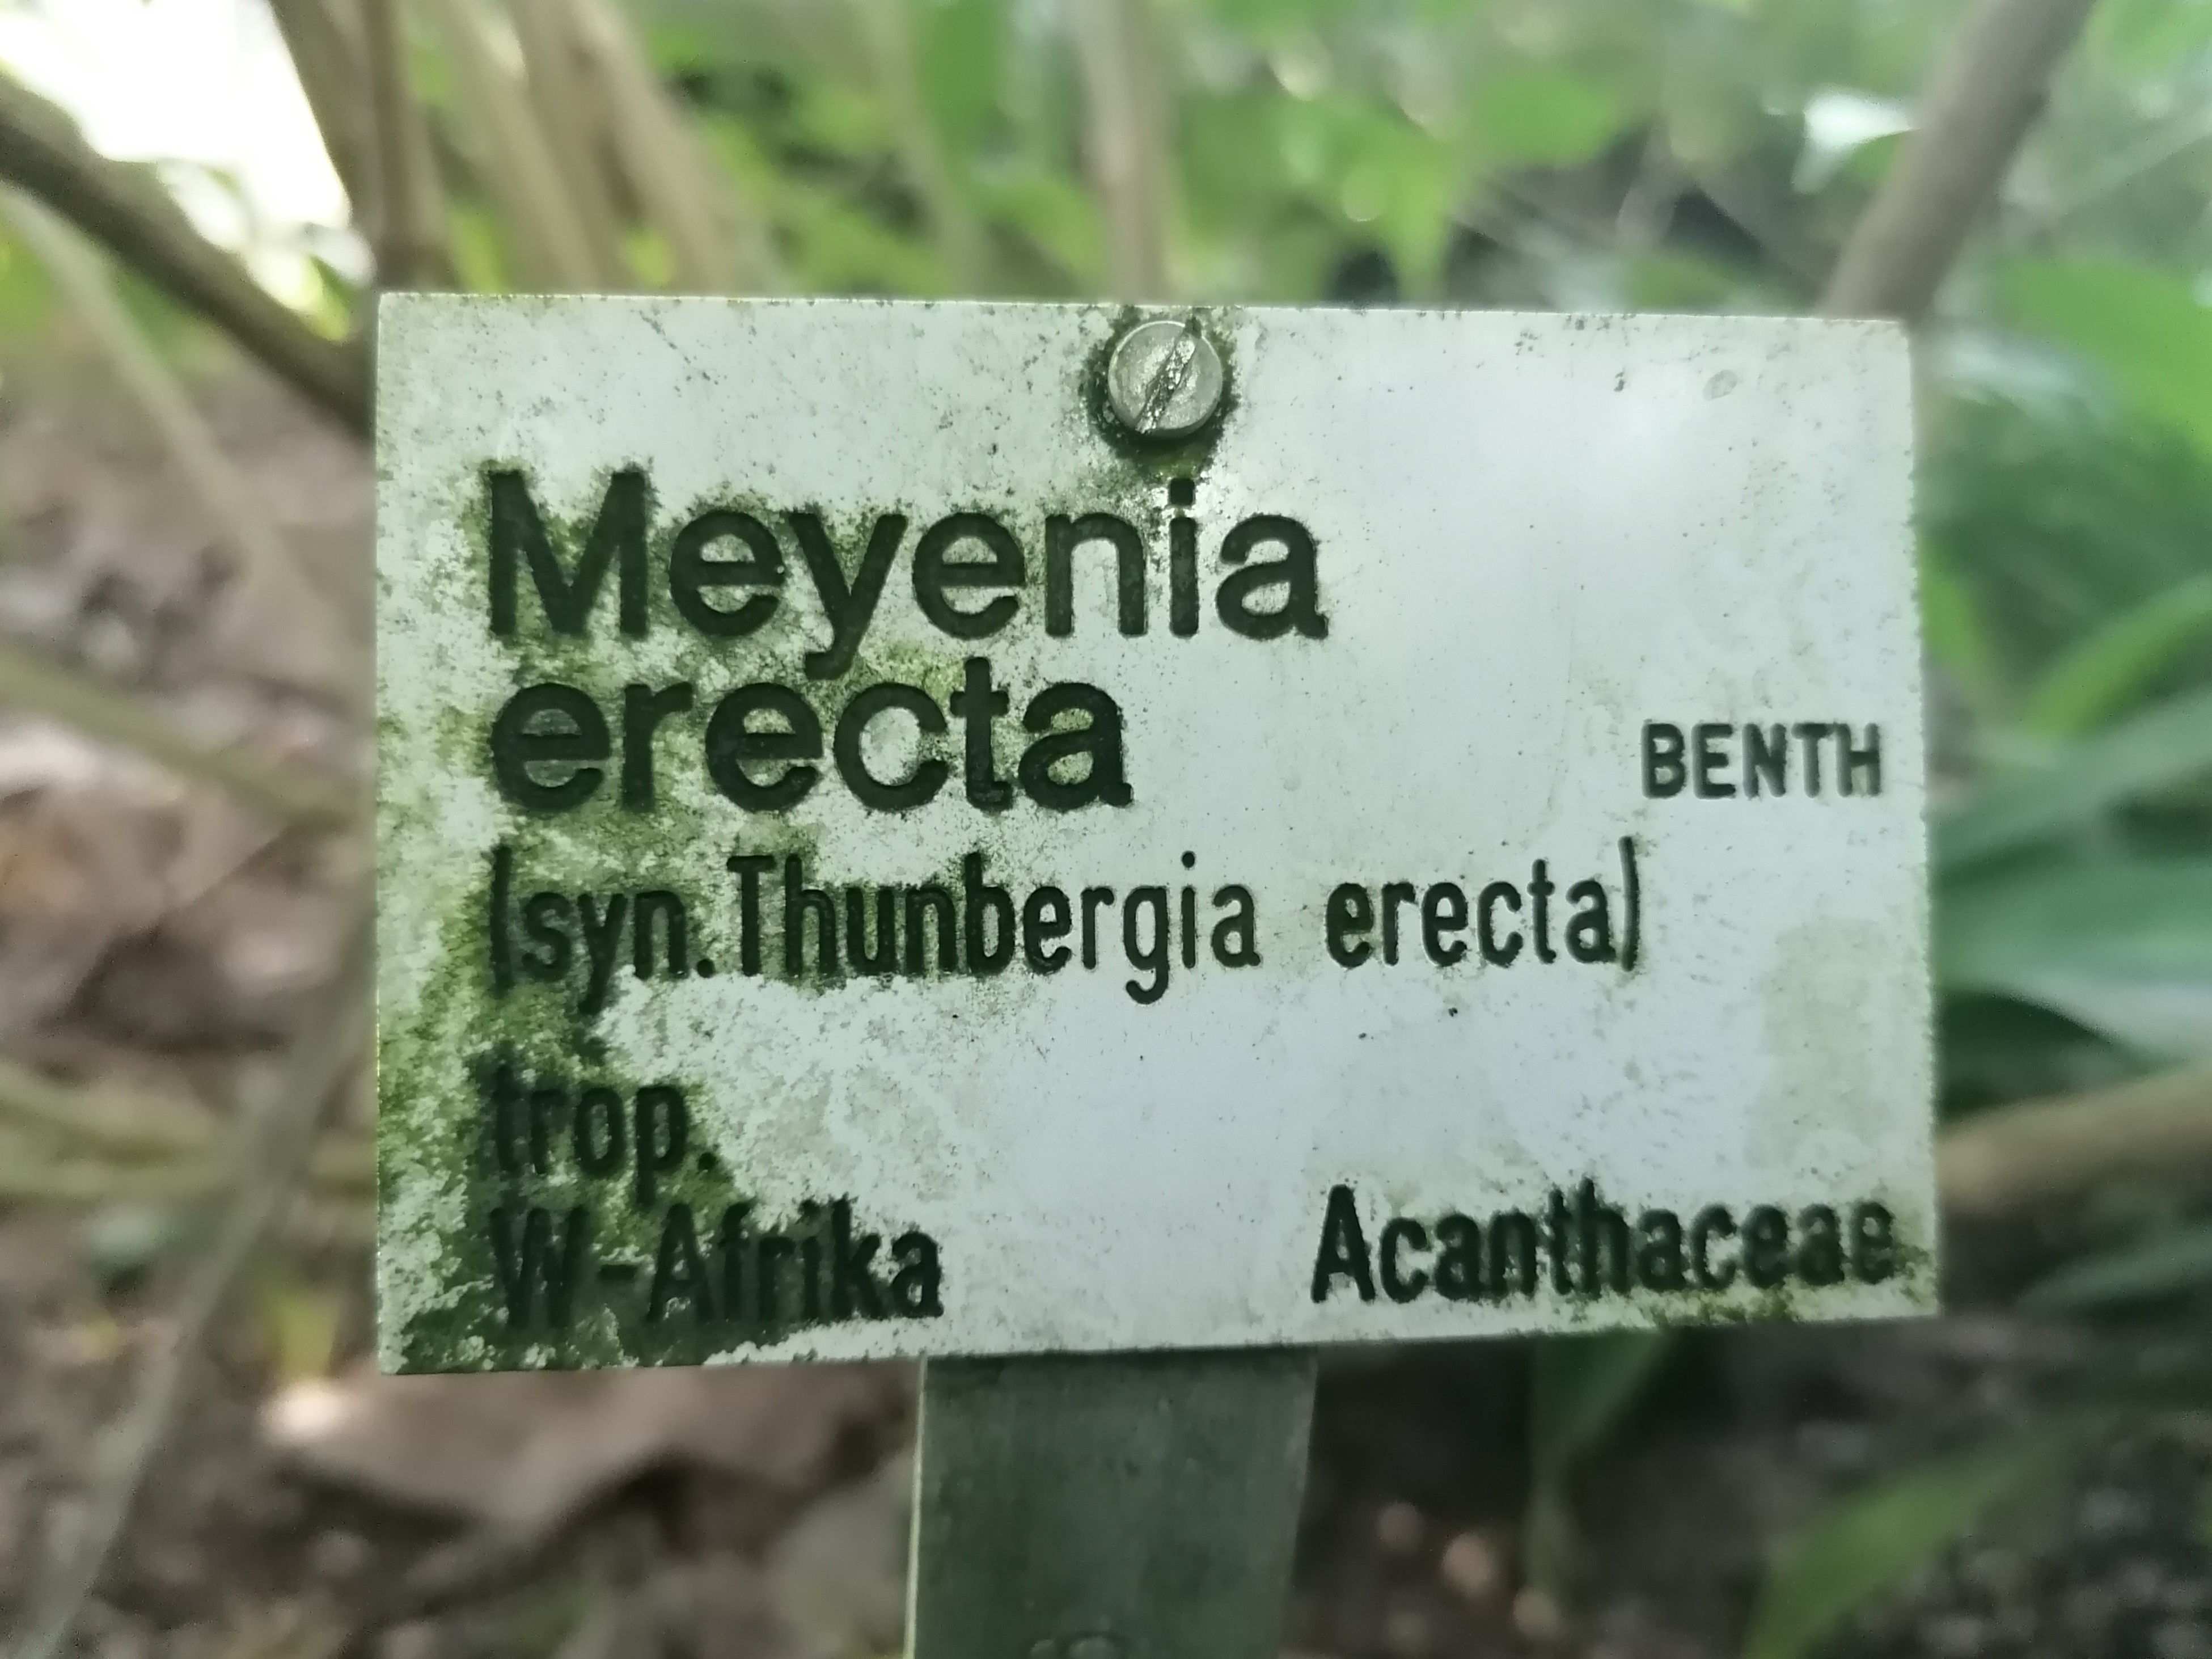 Meyenia
erecta BENTH
(syn. Thunbergia erecta)
trop.
W-Afrika Acanthaceae